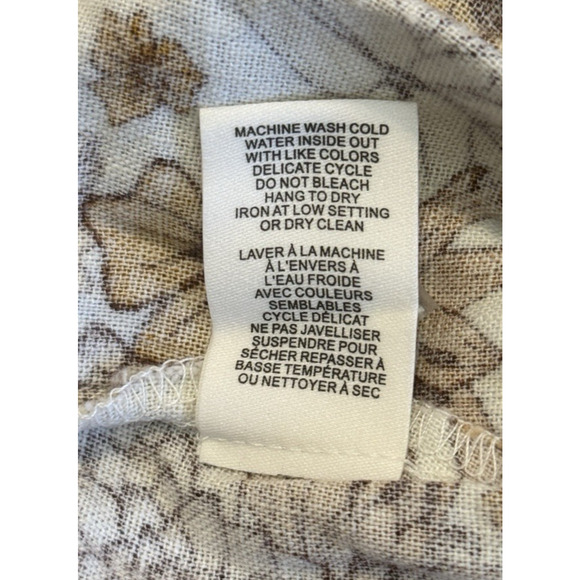 MACHINE WASH COLD
WATER INSIDE OUT
WITH LIKE COLORS
DELICATE CYCLE
DO NOT BLEACH
HANG TO DRY
IRON AT LOW SETTING
OR DRY CLEAN
LAVER À LA MACHINE
À L'ENVERS À
L'EAU FROIDE
AVEC COULEURS
SEMBLABLES
CYCLE DÉLICAT
NE PAS JAVELLISER
SUSPENDRE POUR
SÉCHER REPASSER À
BASSE TEMPÉRATURE
OU NETTOYER À SEC